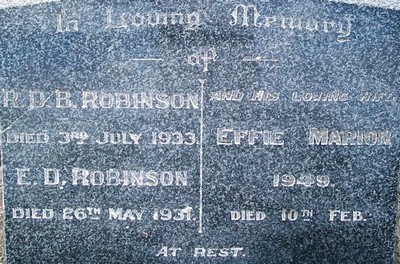 In Loving Memory
of
R. D. B. ROBINSON
DIED 3RD JULY 1933.
E. D. ROBINSON
DIED 26TH MAY 1931.
AND HIS LOVING WIFE
EFFIE MARION
1949.
DIED 10TH FEB.
AT REST.